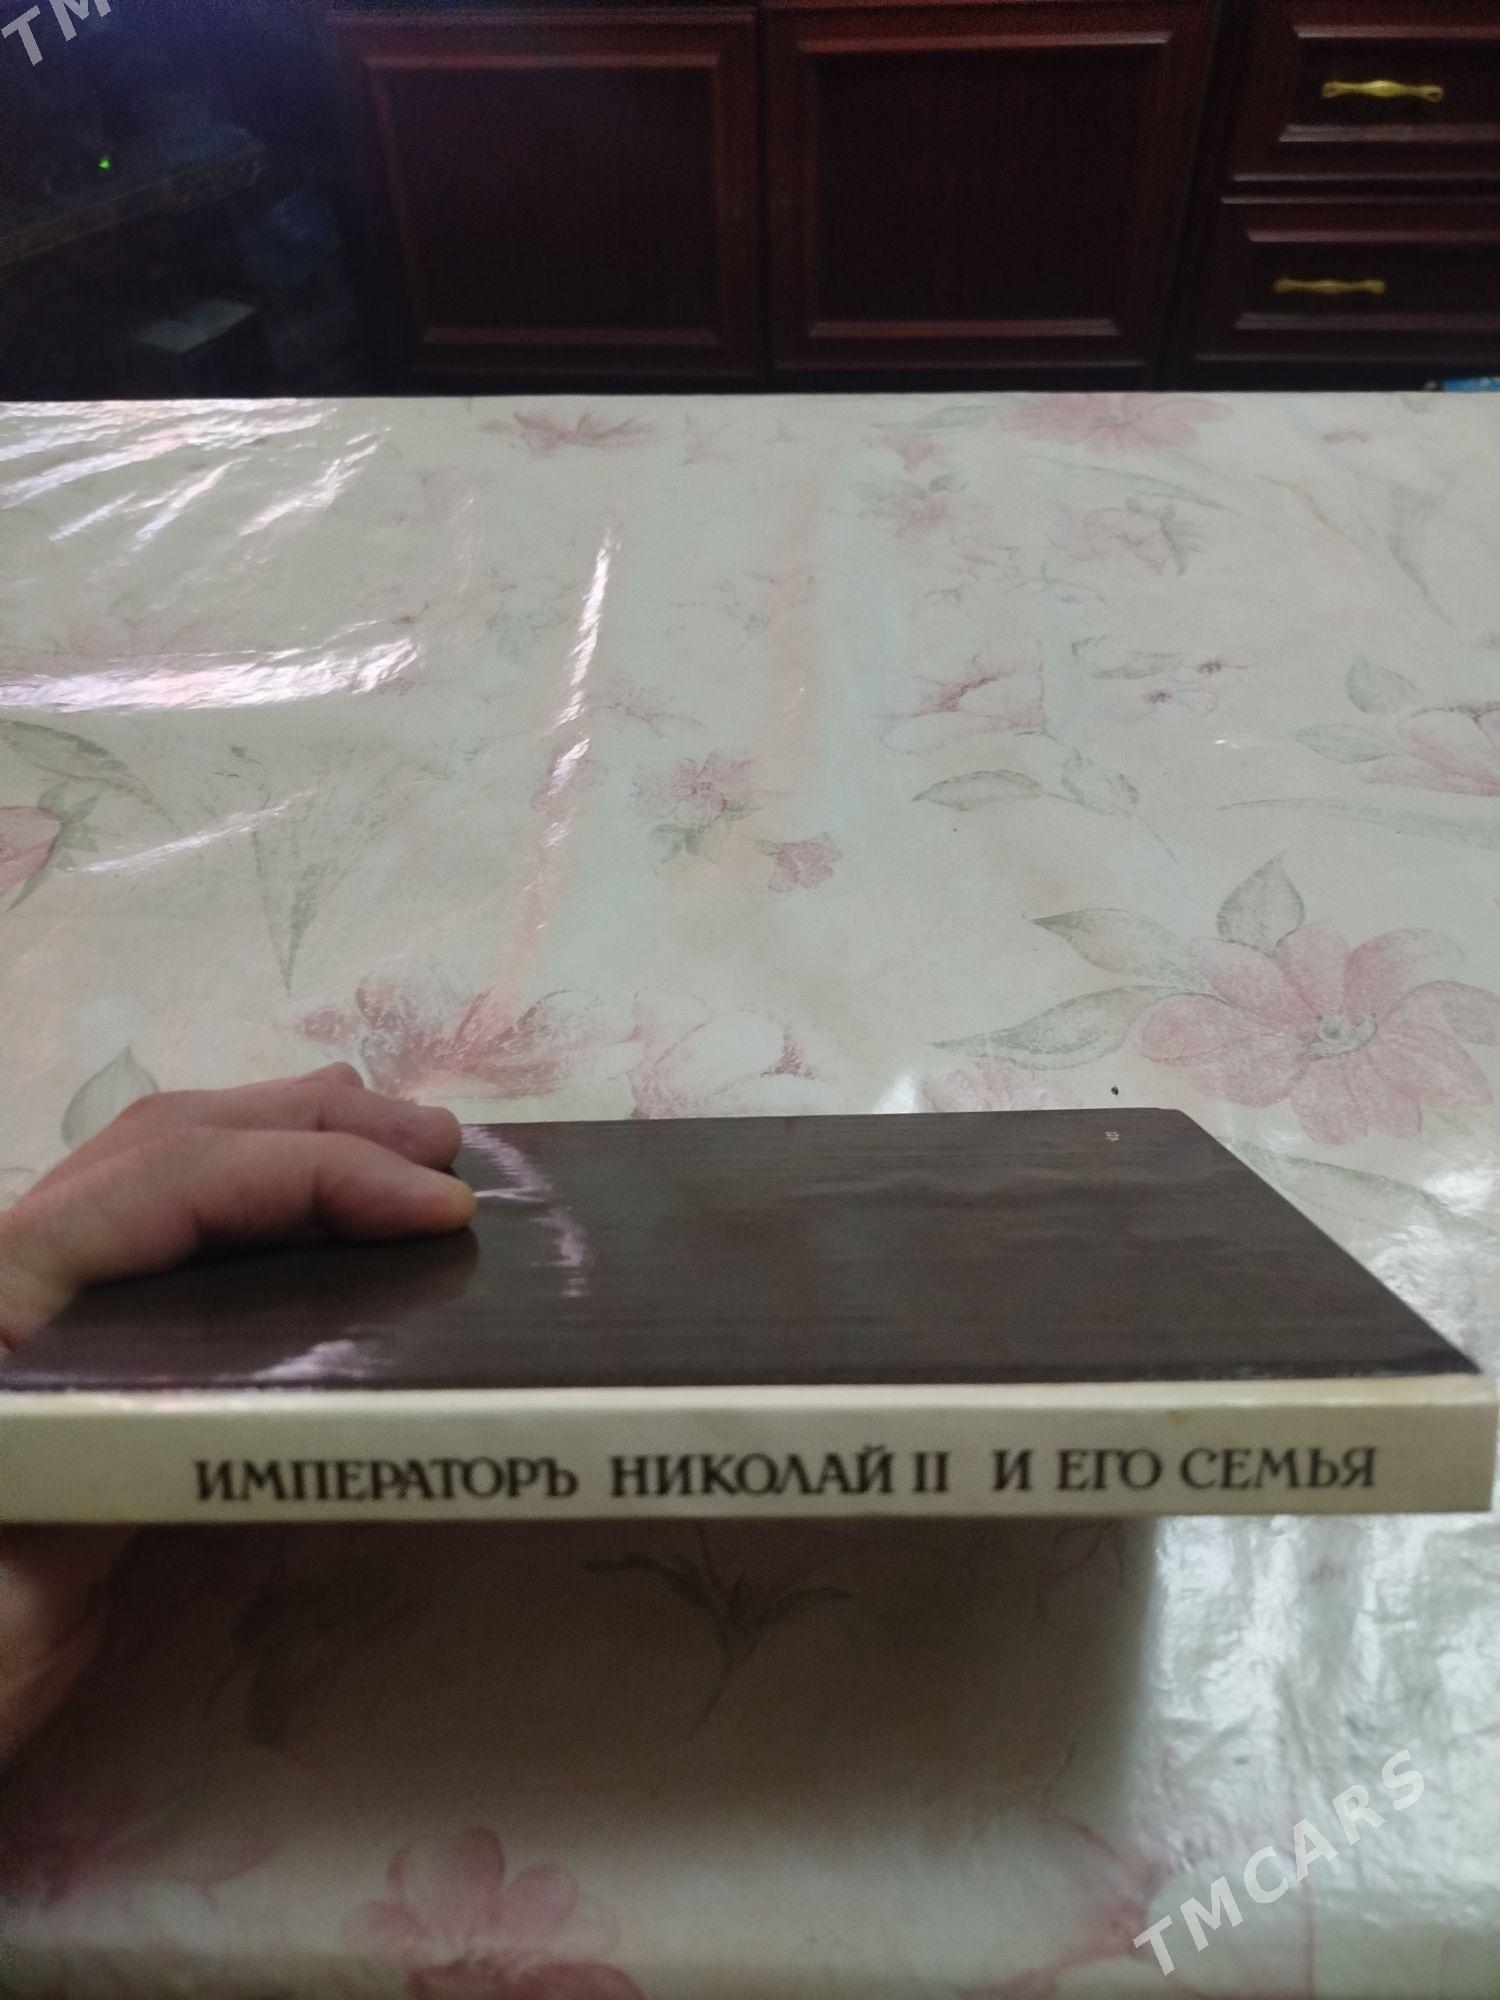 TM
ИМПЕРАТОРЪ НИКОЛАЙ II И ЕГО СЕМЬЯ
TMCARS